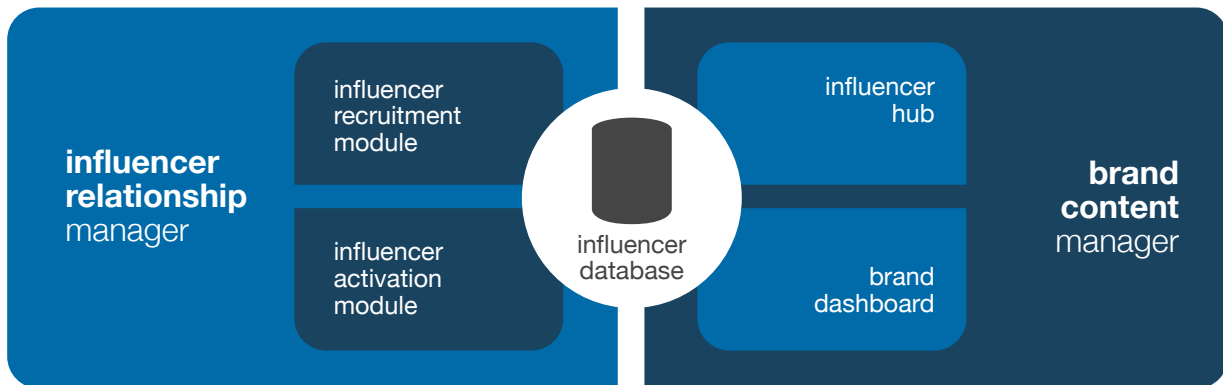 influencer
relationship
manager
influencer
recruitment
module
influencer
activation
module
influencer
database
influencer
hub
brand
dashboard
brand
content
manager